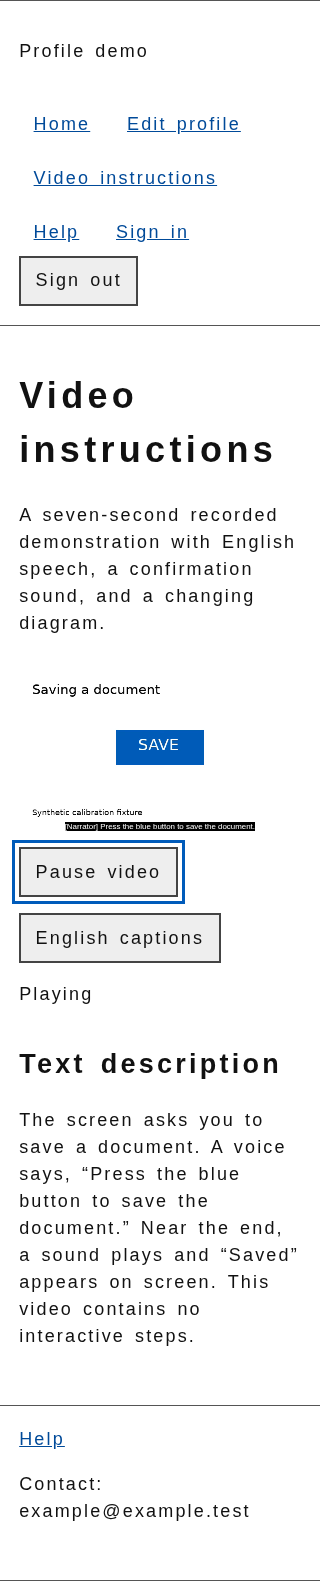 Profile demo
Home Edit profile
Video instructions
Help Sign in
Sign out
Video
instructions
A seven-second recorded
demonstration with English
speech, a confirmation
sound, and a changing
diagram.
Saving a document
SAVE
Synthetic calibration fixture
[Narrator] Press the blue button to save the document.
Pause video
English captions
Playing
Text description
The screen asks you to
save a document. A voice
says, “Press the blue
button to save the
document.” Near the end,
a sound plays and “Saved”
appears on screen. This
video contains no
interactive steps.
Help
Contact:
example@example.test